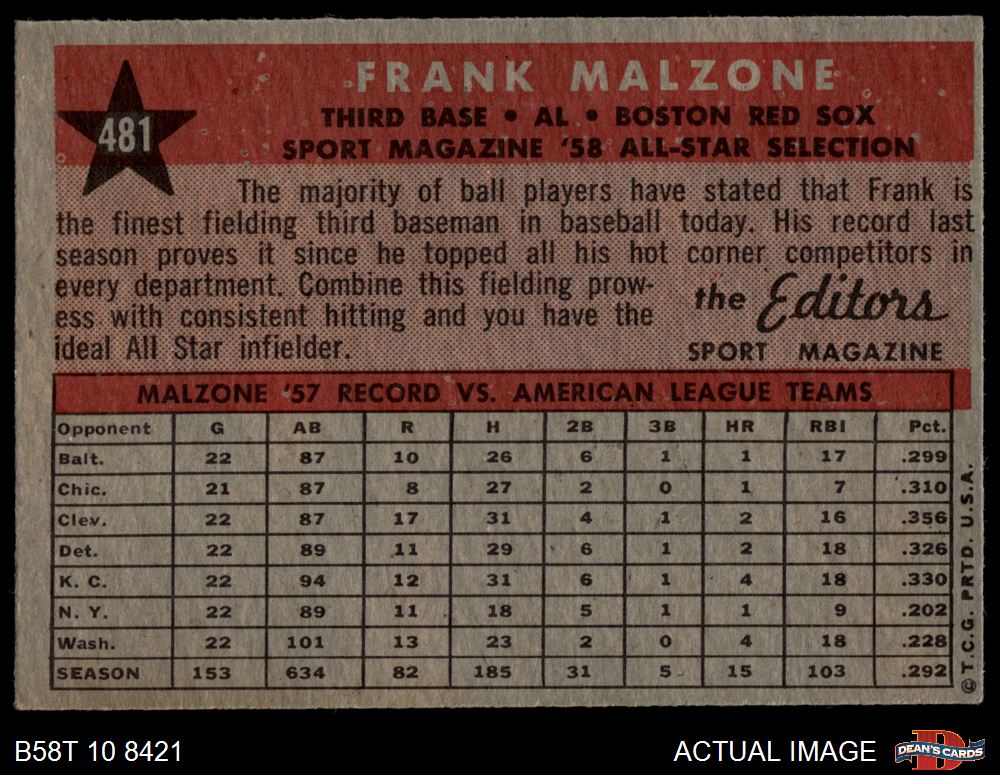 FRANK MALZONE
481
THIRD BASE • AL • BOSTON RED SOX
SPORT MAGAZINE '58 ALL-STAR SELECTION
The majority of ball players have stated that Frank is
the finest fielding third baseman in baseball today. His record last
season proves it since he topped all his hot corner competitors in
every department. Combine this fielding prow-
ess with consistent hitting and you have the
ideal All Star infielder.
the Editors
SPORT MAGAZINE
MALZONE '57 RECORD VS. AMERICAN LEAGUE TEAMS
Opponent G AB R H 2B 3B HR RBI Pct.
Balt. 22 87 10 26 6 1 1 17 .299
Chic. 21 87 8 27 2 0 1 7 .310
Clev. 22 87 17 31 4 1 2 16 .356
Det. 22 89 11 29 6 1 2 18 .326
K. C. 22 94 12 31 6 1 4 18 .330
N. Y. 22 89 11 18 5 1 1 9 .202
Wash. 22 101 13 23 2 0 4 18 .228
SEASON 153 634 82 185 31 5 15 103 .292
© T.C.G. PRTD. U.S.A.
B58T 10 8421
ACTUAL IMAGE
DEAN'S CARDS